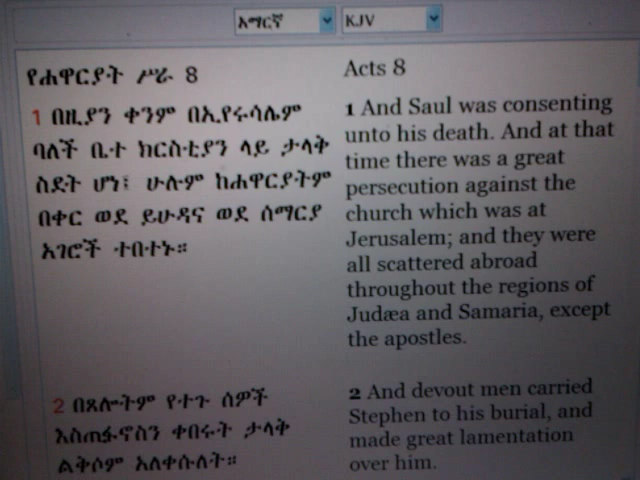 አማርኛ
KJV
የሐዋርያት ሥራ 8
1 በዚያን ቀንም በኢየሩሳሌም
ባለች ቤተ ክርስቲያን ላይ ታላቅ
ስደት ሆነ፤ ሁሉም ከሐዋርያትም
በቀር ወደ ይሁዳና ወደ ሰማርያ
አገሮች ተበተኑ።
2 በጸሎትም የተጉ ሰዎች
እስጢፋኖስን ቀበሩት ታላቅ
ልቅሶም አለቀሱለት።
Acts 8
1 And Saul was consenting
unto his death. And at that
time there was a great
persecution against the
church which was at
Jerusalem; and they were
all scattered abroad
throughout the regions of
Judæa and Samaria, except
the apostles.
2 And devout men carried
Stephen to his burial, and
made great lamentation
over him.